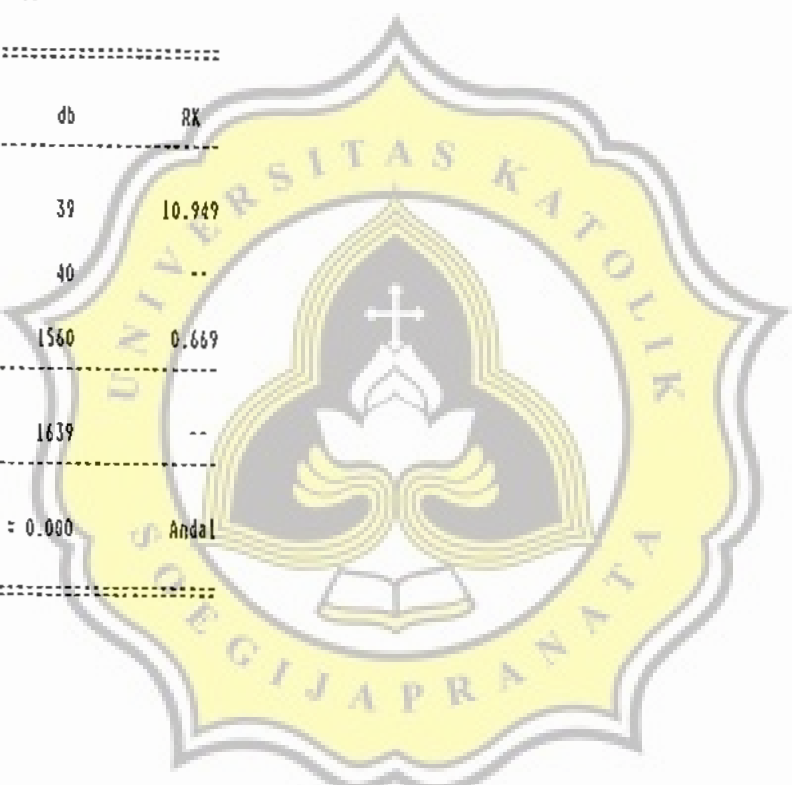 db RK
39 10.949
40 --
1560 0.669
1639 --
= 0.000 Andal
UNIVERSITAS KATOLIK
SOEGIJAPRANATA